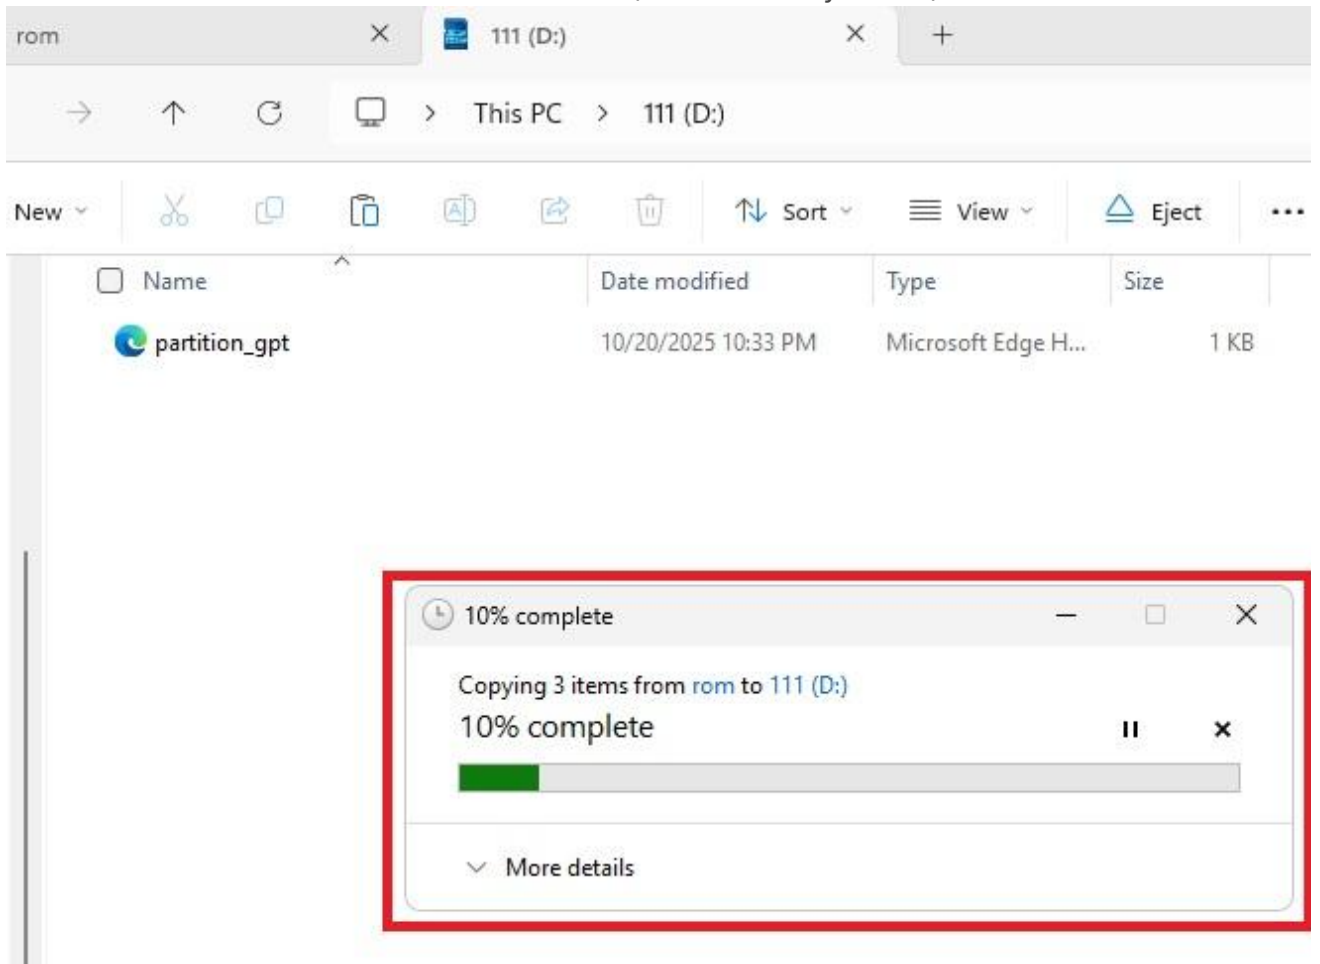 rom
111 (D:)
This PC > 111 (D:)
New
Sort
View
Eject
Name
Date modified
Type
Size
partition_gpt
10/20/2025 10:33 PM
Microsoft Edge H...
1 KB
10% complete
Copying 3 items from rom to 111 (D:)
10% complete
More details